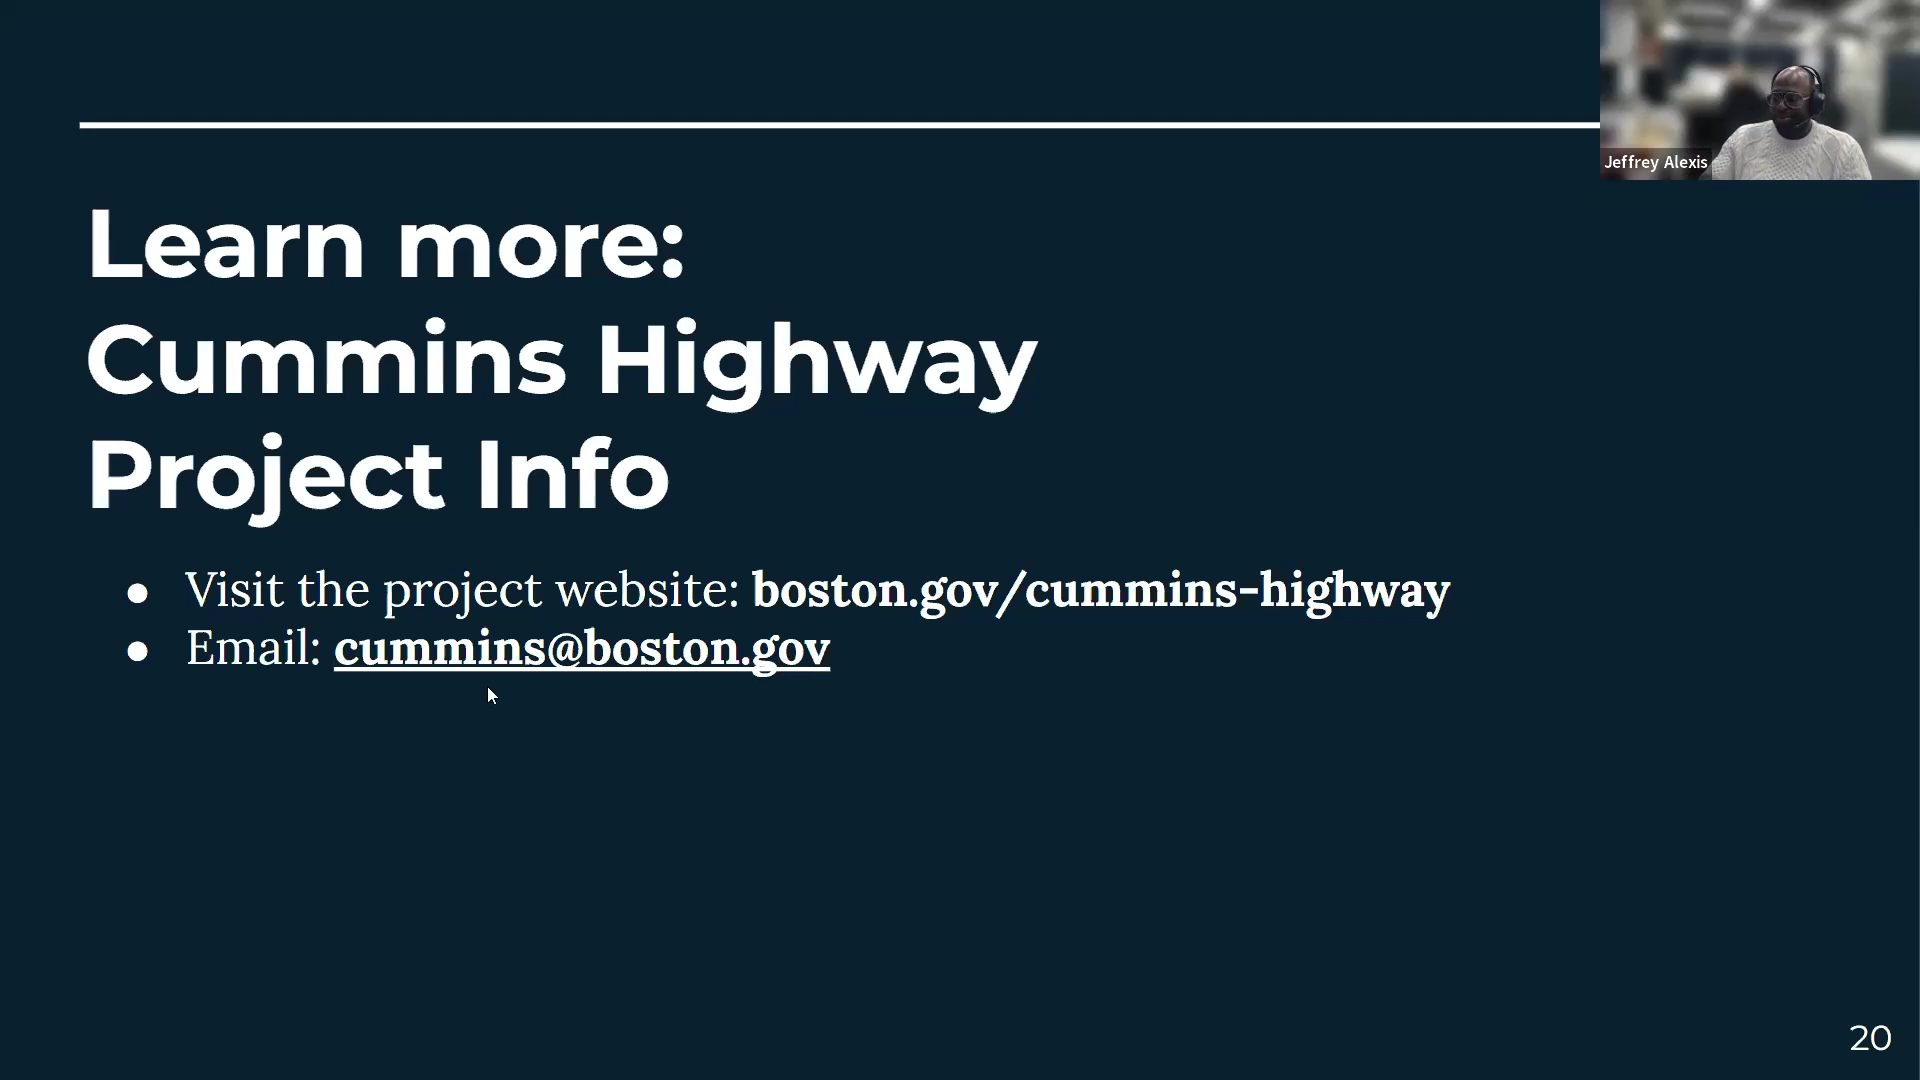 Jeffrey Alexis
Learn more:
Cummins Highway
Project Info
● Visit the project website: boston.gov/cummins-highway
● Email: cummins@boston.gov
20